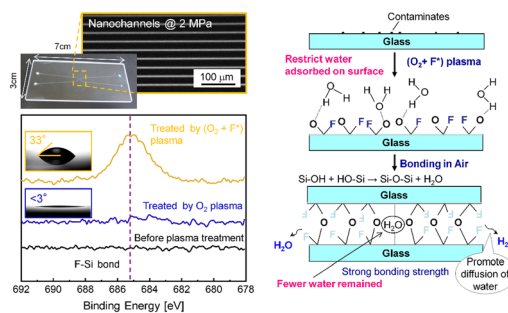 Nanochannels @ 2 MPa
7cm
3cm
100 μm
33°
Treated by (O2 + F*)
plasma
<3°
Treated by O2 plasma
Before plasma treatment
F-Si bond
692 690 688 686 684 682 680 678
Binding Energy [eV]
Contaminates
Glass
Restrict water
adsorbed on surface
(O2+ F*) plasma
H H H H
O O H O H O
H H
O F F F O F F O
Glass
Bonding in Air
Si-OH + HO-Si → Si-O-Si + H2O
Glass
F F F F
O O O O O O
H2O H2O H2
F F F F
Glass
Strong bonding strength
Fewer water remained
Promote
diffusion of
water